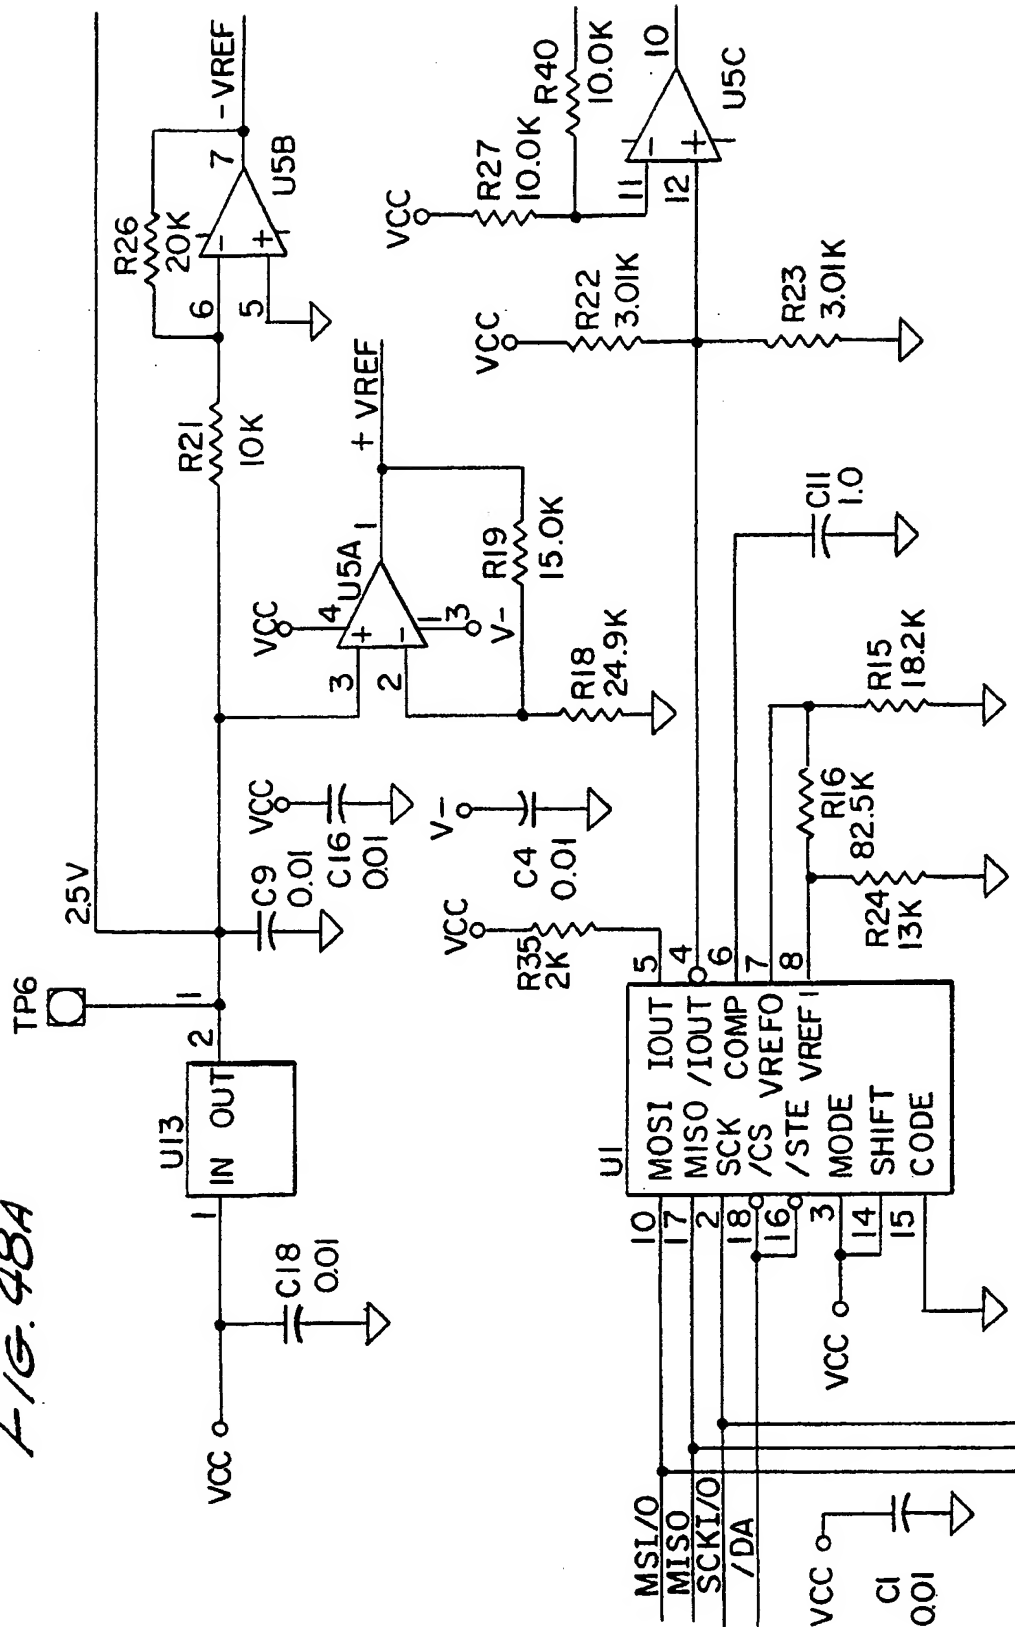 FIG. 48A
TP6
2.5V
VCC
C18
0.01
U13
IN OUT
1
2
1
C9
0.01
VCC
C16
0.01
R21
10K
R26
20K
6
5
-
+
7
U5B
-VREF
VCC
4
U5A
3
2
+
-
1
13
V-
+VREF
R19
15.0K
R18
24.9K
V-
C4
0.01
VCC
R35
2K
VCC
R22
3.01K
R23
3.01K
VCC
R27
10.0K
R40
10.0K
11
12
-
+
10
U5C
C11
1.0
R15
18.2K
R16
82.5K
R24
13K
U1
MOSI IOUT
MISO /IOUT
SCK COMP
/CS VREFO
/STE VREFI
MODE
SHIFT
CODE
10
17
2
18
16
3
14
15
5
4
6
7
8
MSI/O
MISO
SCKI/O
/DA
VCC
VCC
C1
0.01